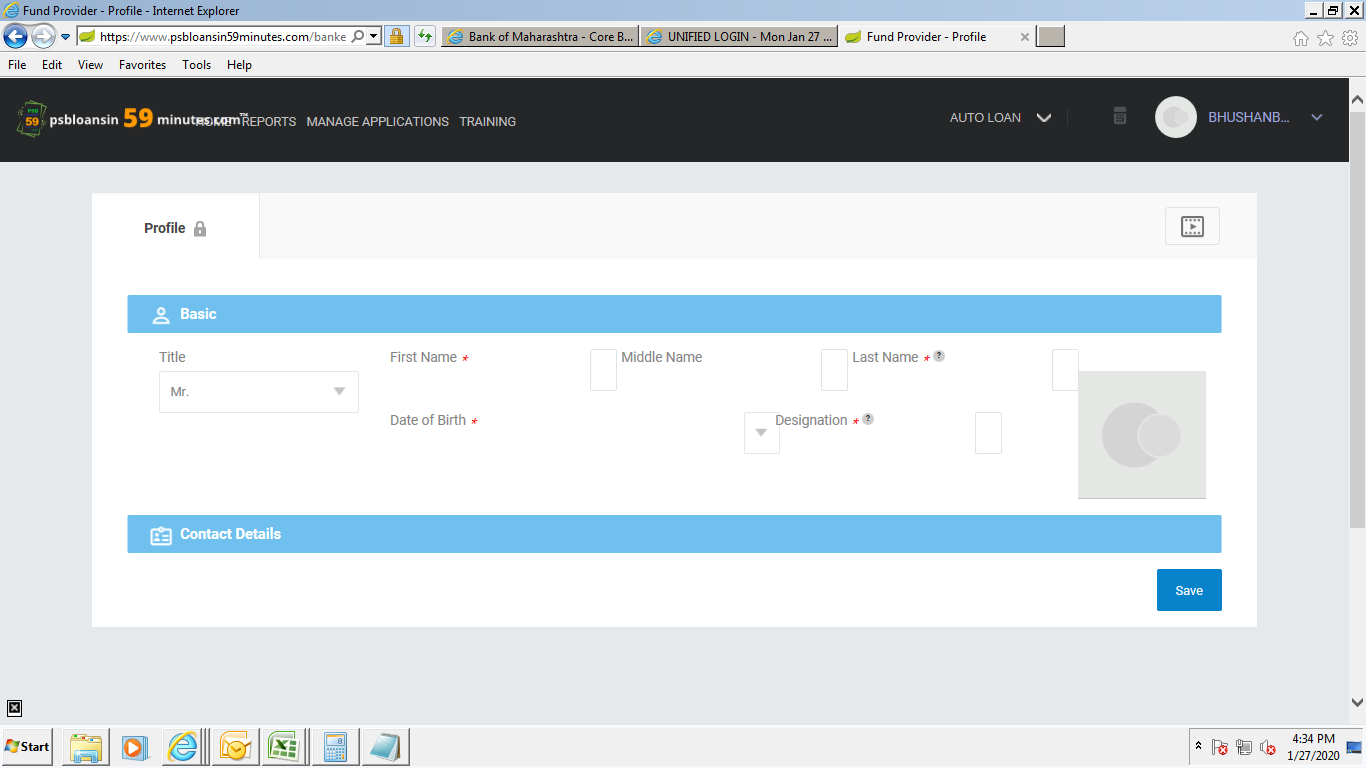 Fund Provider - Profile - Internet Explorer
https://www.psbloansin59minutes.com/banke
Bank of Maharashtra - Core B...
UNIFIED LOGIN - Mon Jan 27 ...
Fund Provider - Profile
File Edit View Favorites Tools Help
PSB
59
psbloansin 59 minutes.com™
HOME REPORTS MANAGE APPLICATIONS TRAINING
AUTO LOAN
BHUSHANB...
Profile
Basic
Title
First Name *
Middle Name
Last Name * ?
Mr.
Date of Birth *
Designation * ?
Contact Details
Save
Start
4:34 PM
1/27/2020